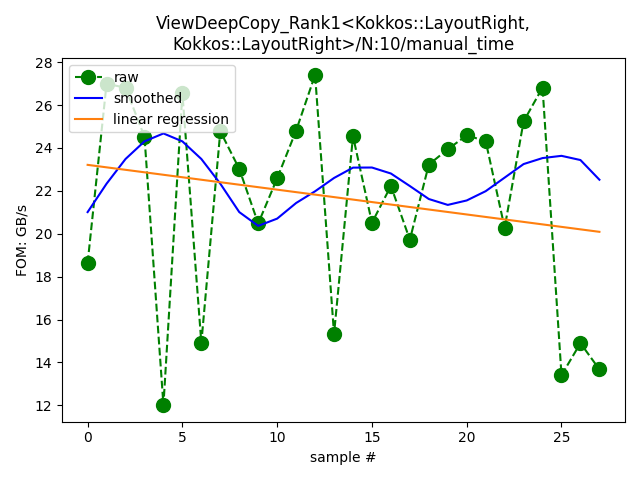 ViewDeepCopy_Rank1<Kokkos::LayoutRight,
Kokkos::LayoutRight>/N:10/manual_time
raw
smoothed
linear regression
FOM: GB/s
28
26
24
22
20
18
16
14
12
0
5
10
15
20
25
sample #